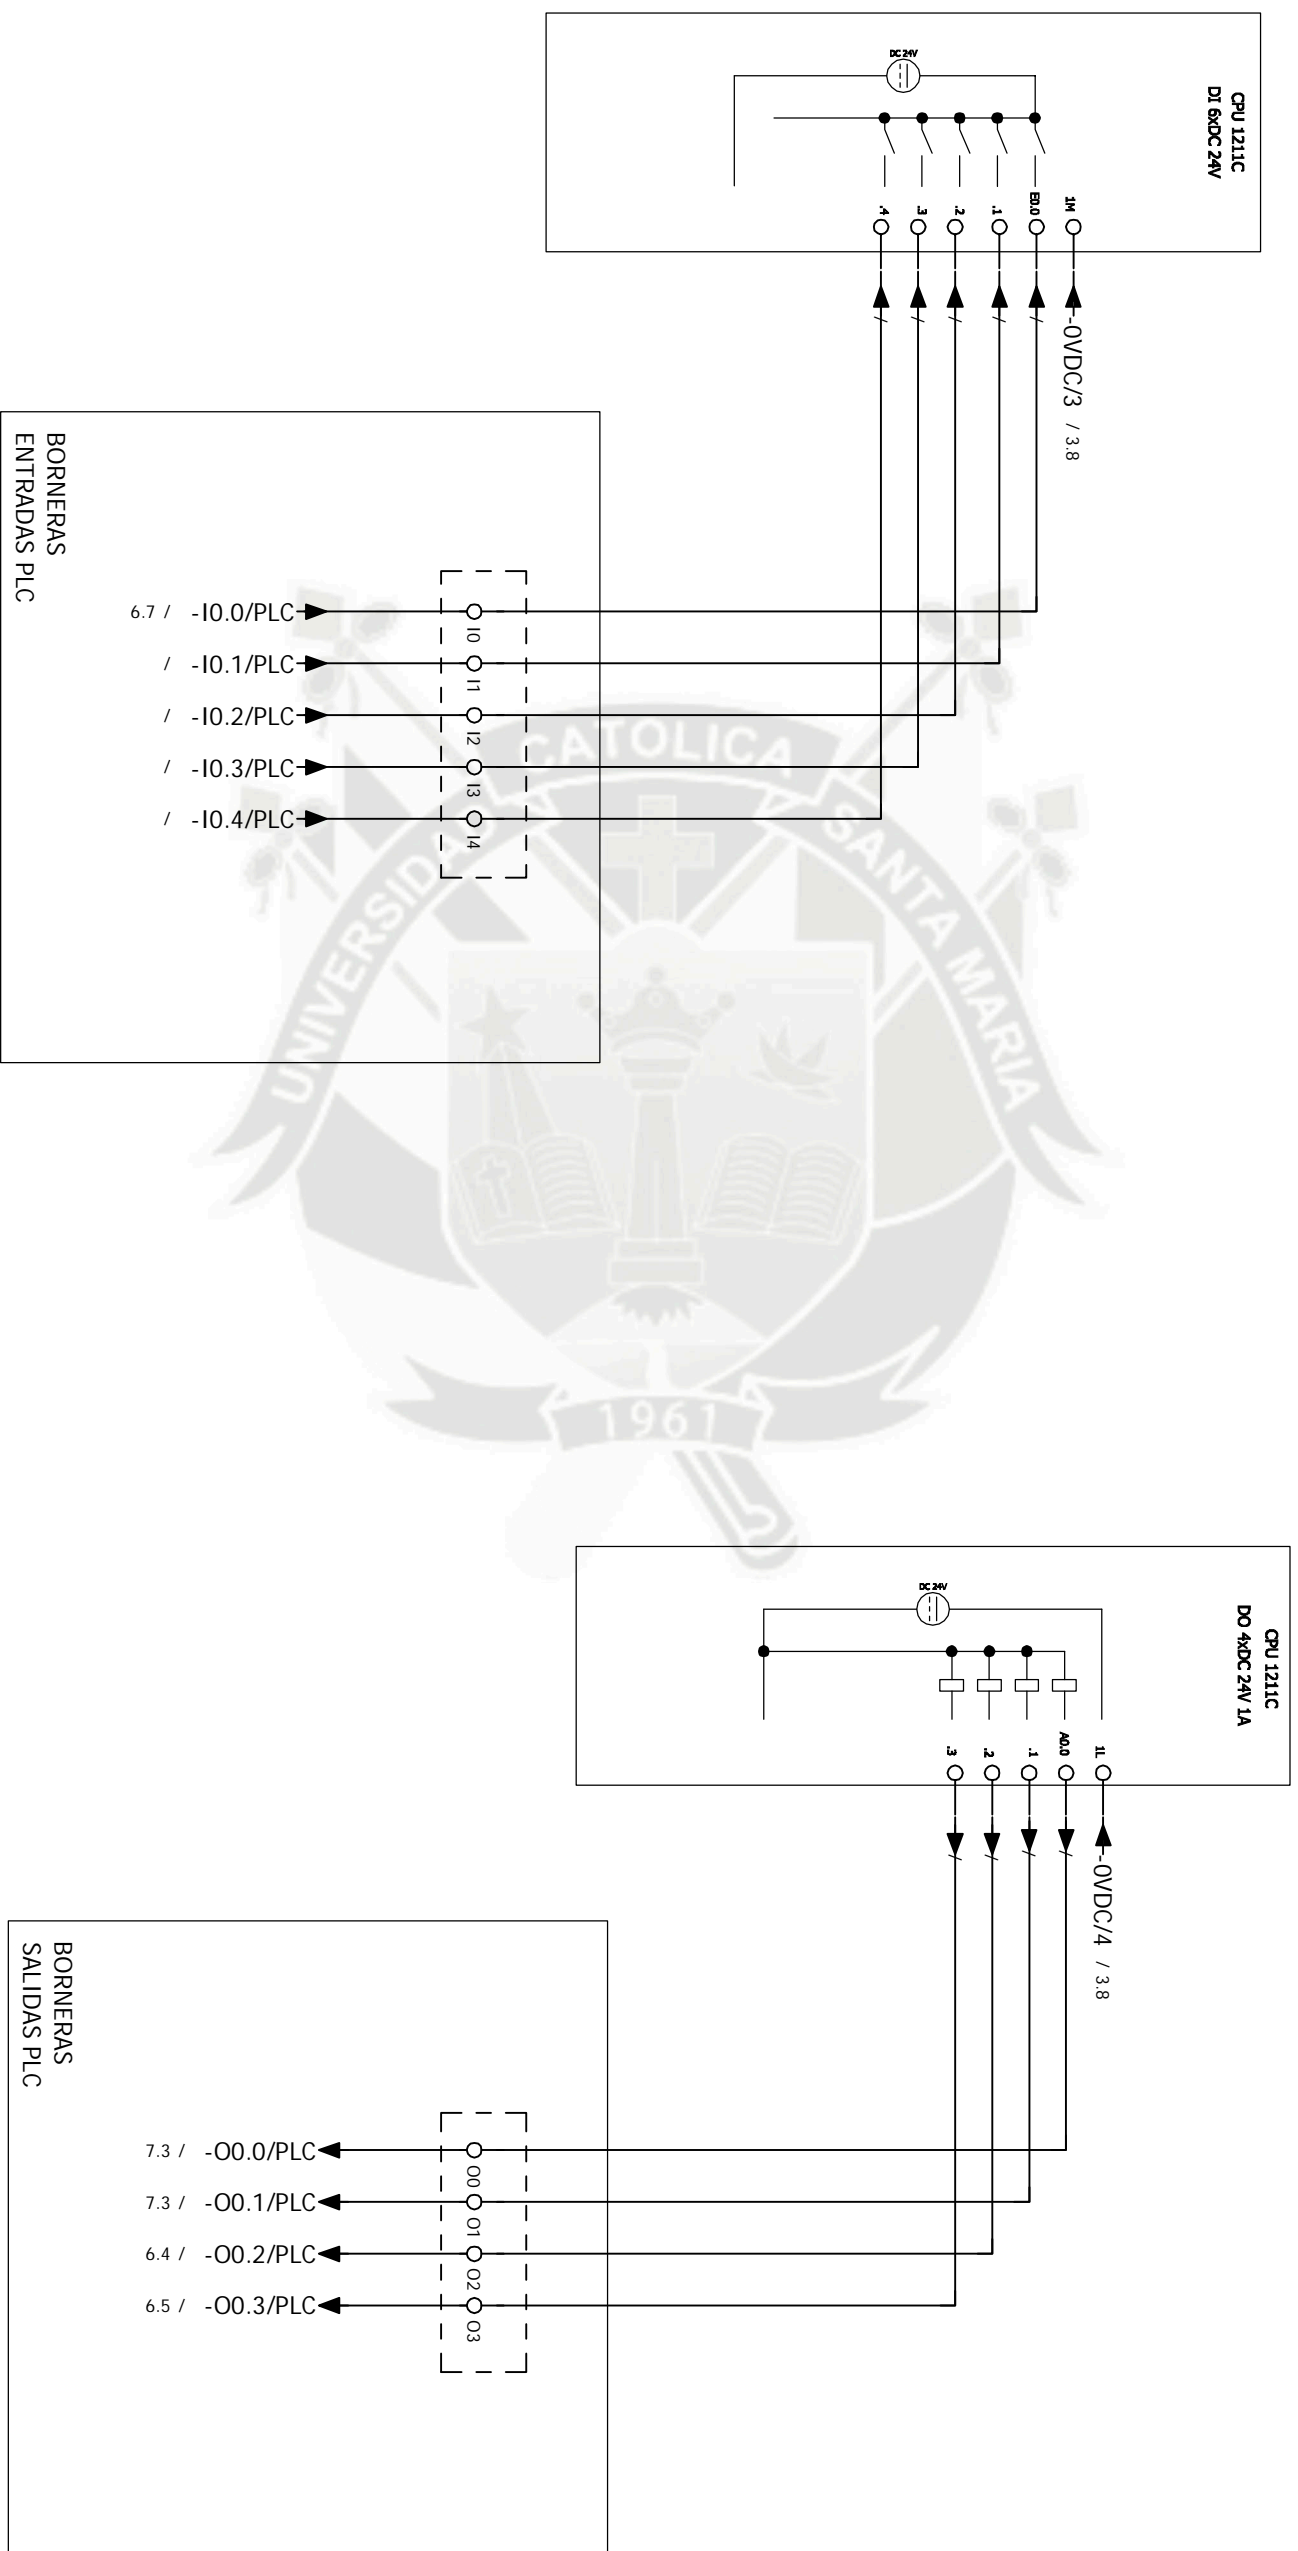 CPU 1211C
DI 6xDC 24V
DC 24V
1M
E0.0
.1
.2
.3
.4
-0VDC/3 / 3.8
BORNERAS
ENTRADAS PLC
6.7 / -I0.0/PLC
/ -I0.1/PLC
/ -I0.2/PLC
/ -I0.3/PLC
/ -I0.4/PLC
I0
I1
I2
I3
I4
UNIVERSIDAD CATOLICA SANTA MARIA
1961
CPU 1211C
DO 4xDC 24V 1A
DC 24V
1L
A0.0
.1
.2
.3
-0VDC/4 / 3.8
BORNERAS
SALIDAS PLC
7.3 / -O0.0/PLC
7.3 / -O0.1/PLC
6.4 / -O0.2/PLC
6.5 / -O0.3/PLC
O0
O1
O2
O3